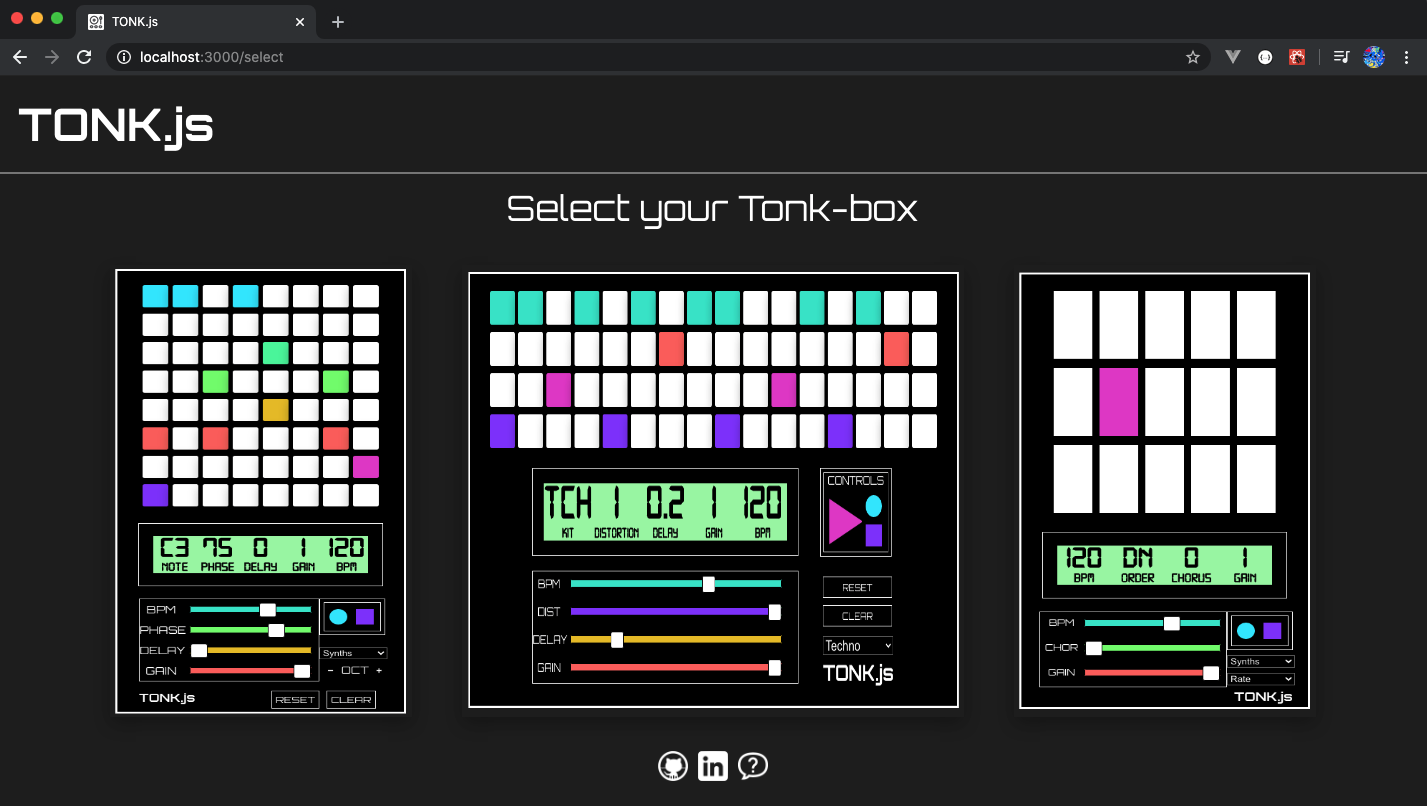 TONK.js
localhost:3000/select
TONK.js
Select your Tonk-box
C3 75 0 1 120
NOTE PHASE DELAY GAIN BPM
BPM
PHASE
DELAY
GAIN
Synths
- OCT +
TONK.js
RESET CLEAR
TCH 1 0.2 1 120
KIT DISTORTION DELAY GAIN BPM
CONTROLS
BPM
DIST
DELAY
GAIN
RESET
CLEAR
Techno
TONK.js
120 DN 0 1
BPM ORDER CHORUS GAIN
BPM
CHOR
GAIN
Synths
Rate
TONK.js
in
?